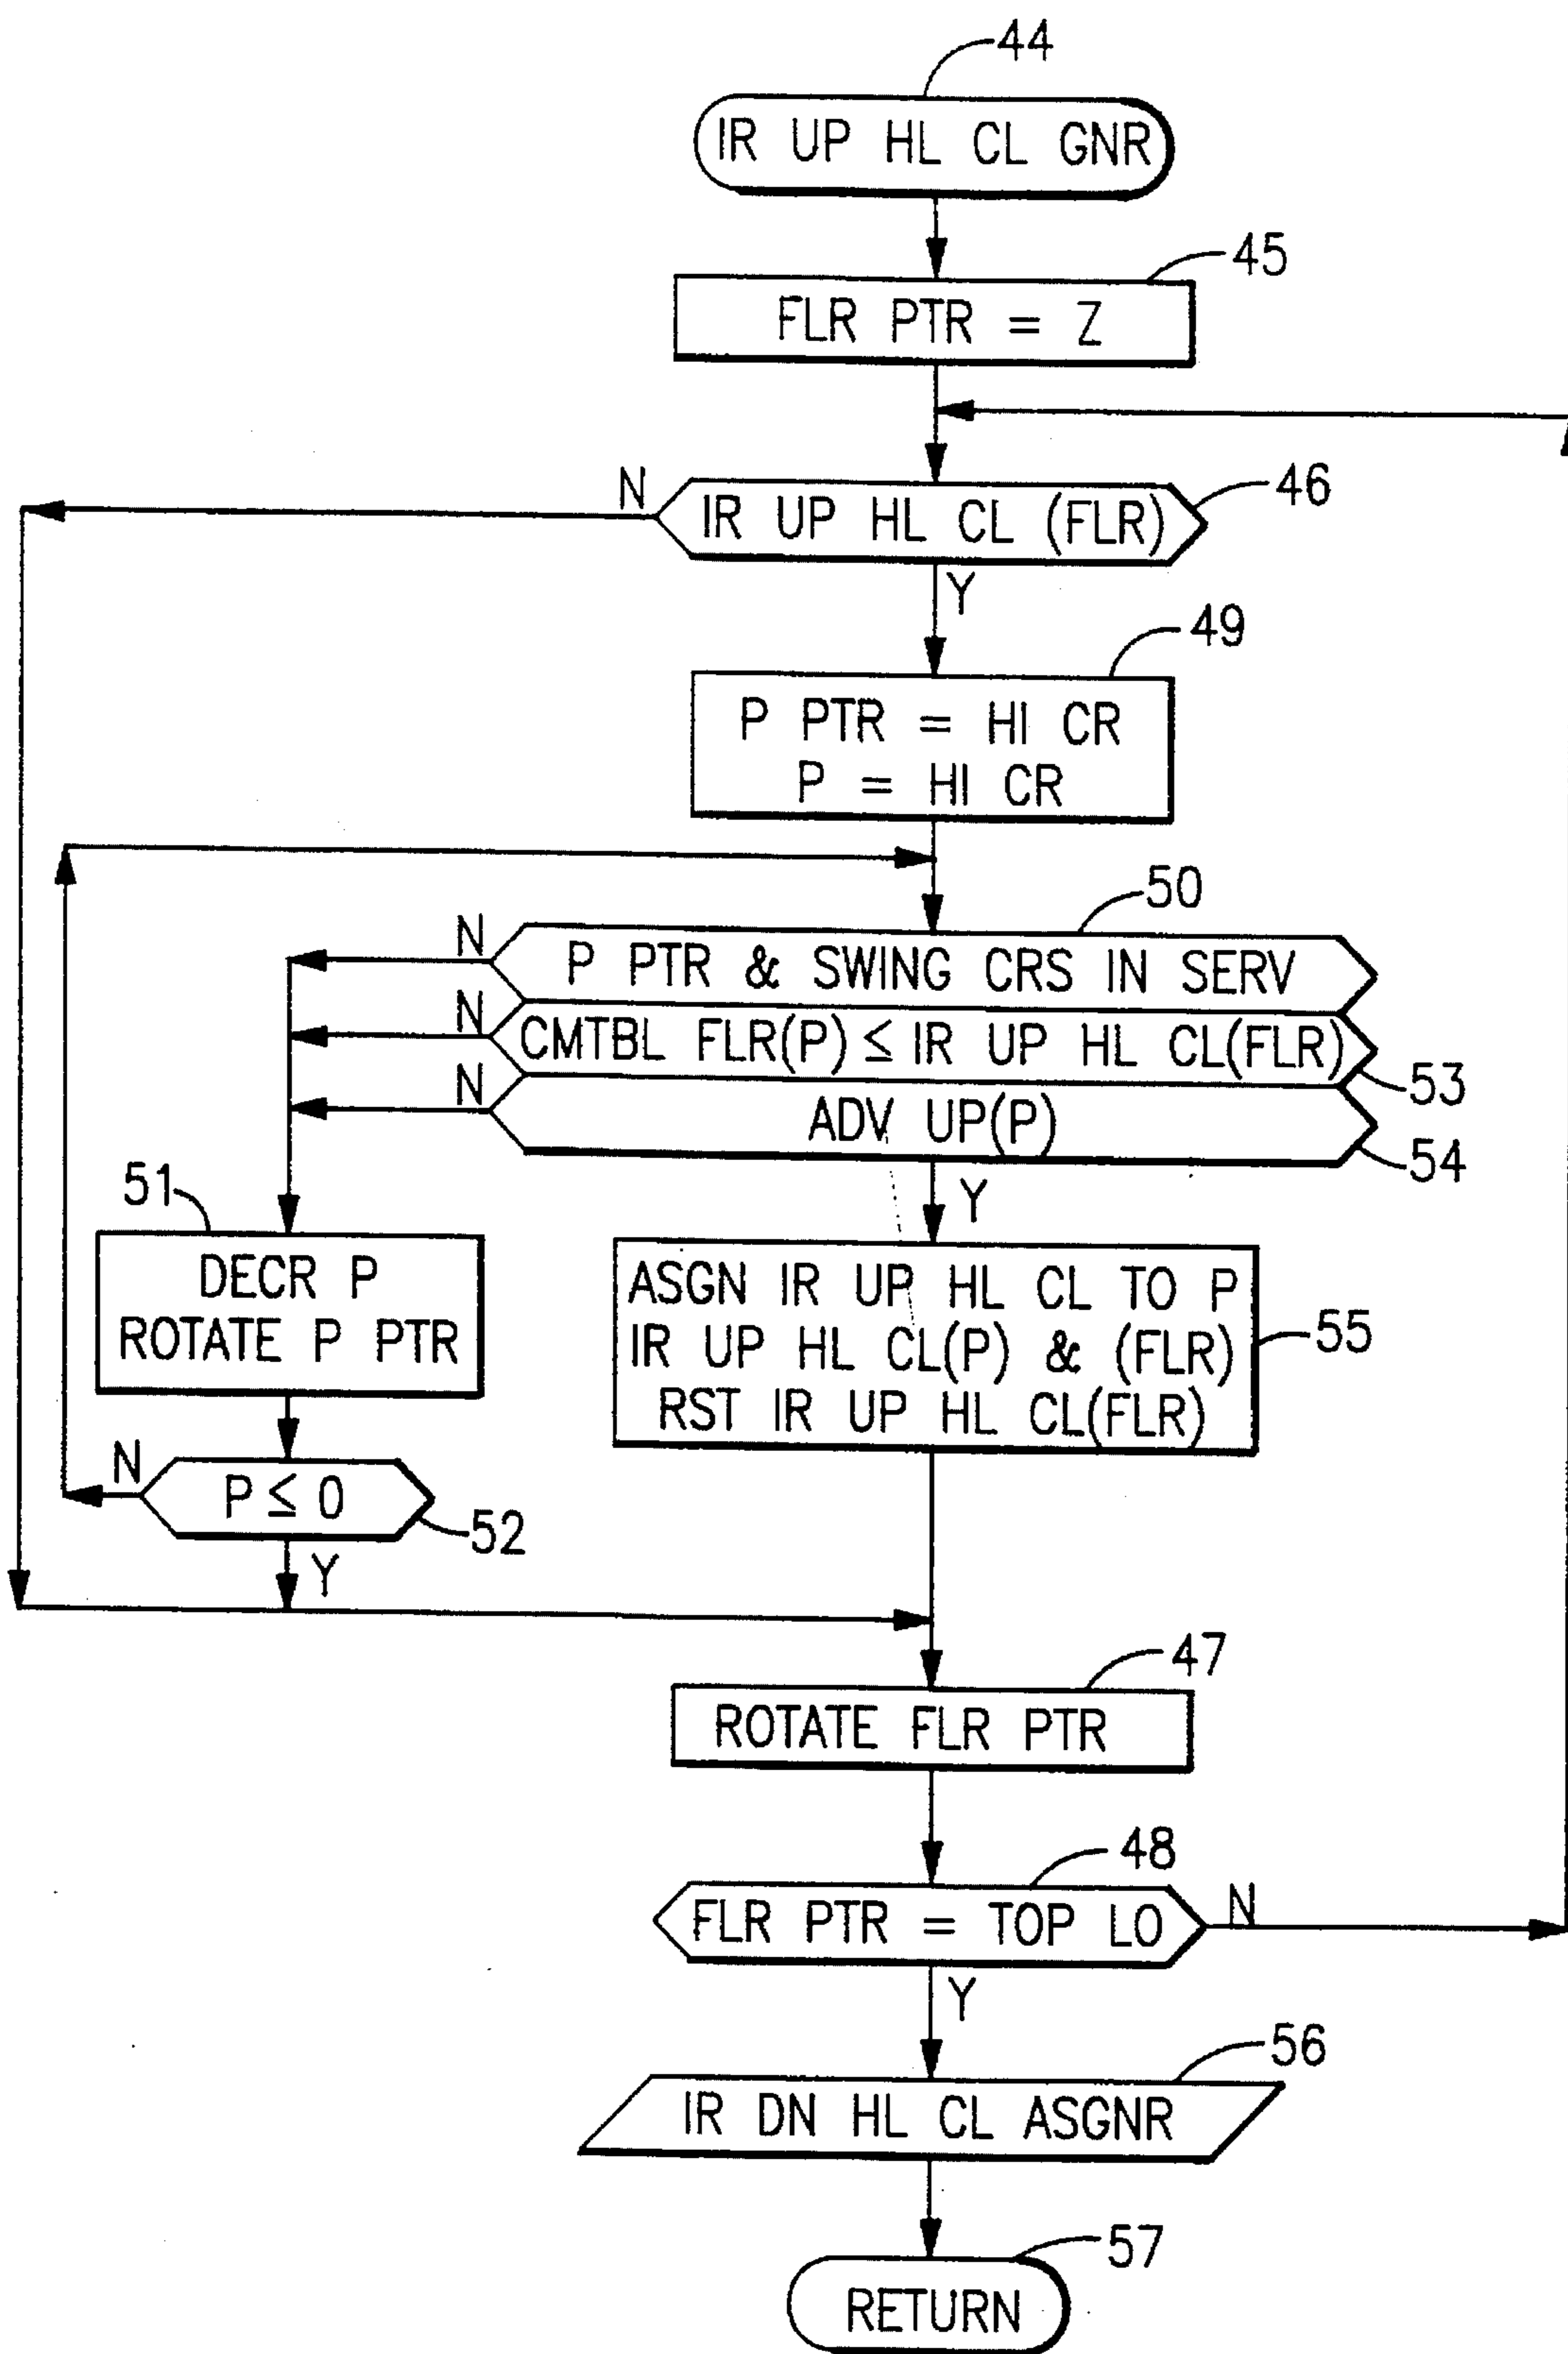 44
IR UP HL CL GNR
45
FLR PTR = Z
N
IR UP HL CL (FLR)
46
Y
49
P PTR = HI CR
P = HI CR
50
N
P PTR & SWING CRS IN SERV
N
CMTBL FLR(P) ≤ IR UP HL CL(FLR)
53
N
ADV UP(P)
54
Y
51
DECR P
ROTATE P PTR
ASGN IR UP HL CL TO P
IR UP HL CL(P) & (FLR)
RST IR UP HL CL(FLR)
55
N
P ≤ 0
52
Y
47
ROTATE FLR PTR
48
FLR PTR = TOP LO
N
Y
56
IR DN HL CL ASGNR
57
RETURN